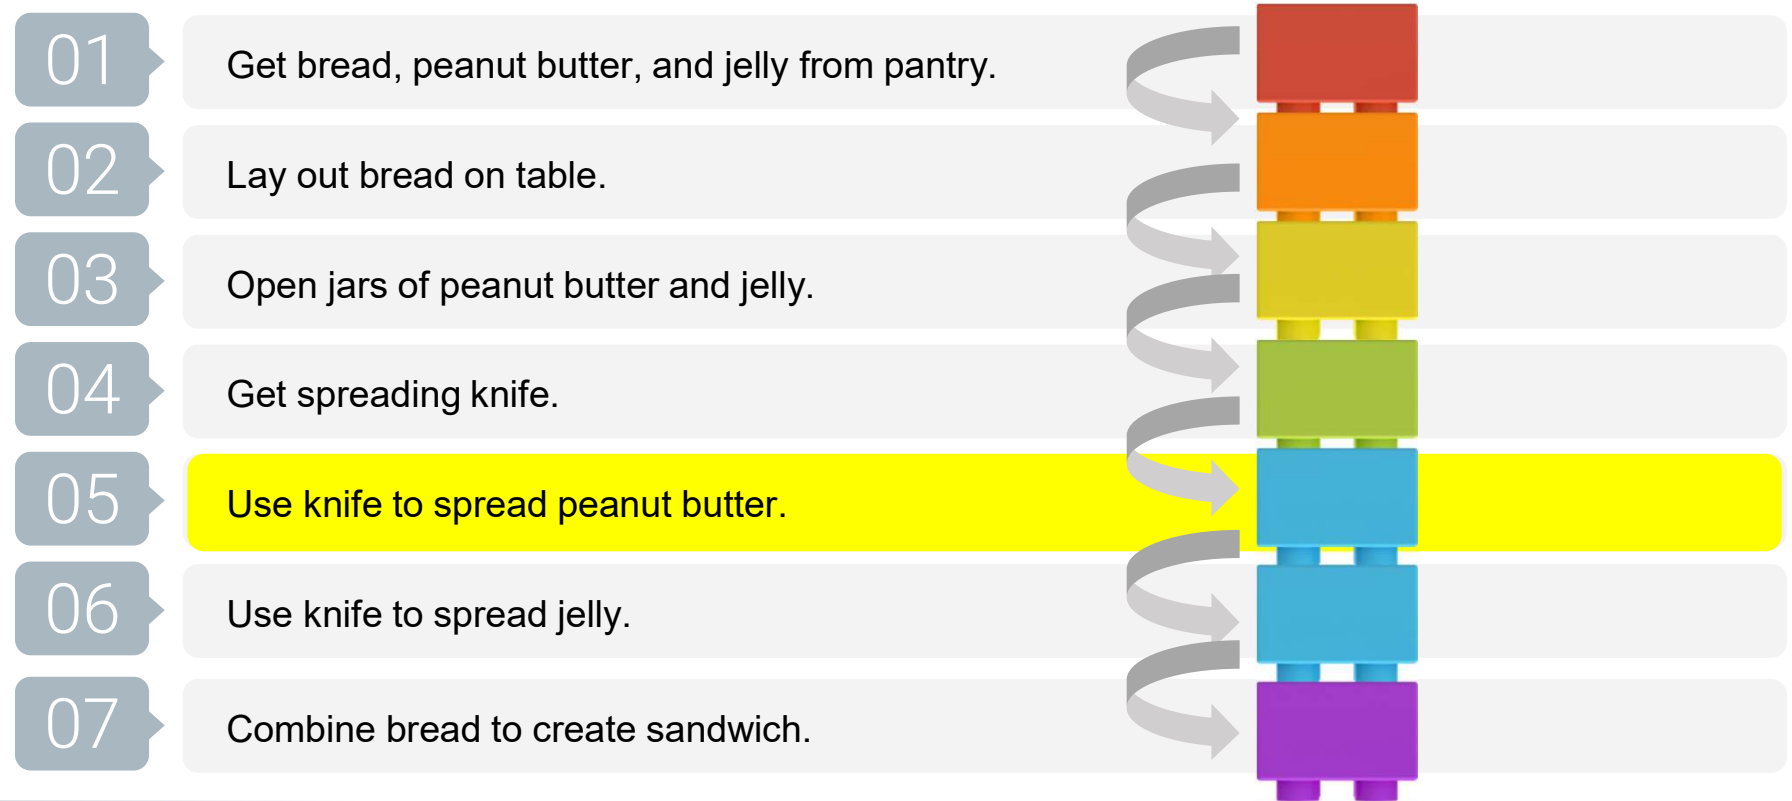 01 Get bread, peanut butter, and jelly from pantry.
02 Lay out bread on table.
03 Open jars of peanut butter and jelly.
04 Get spreading knife.
05 Use knife to spread peanut butter.
06 Use knife to spread jelly.
07 Combine bread to create sandwich.